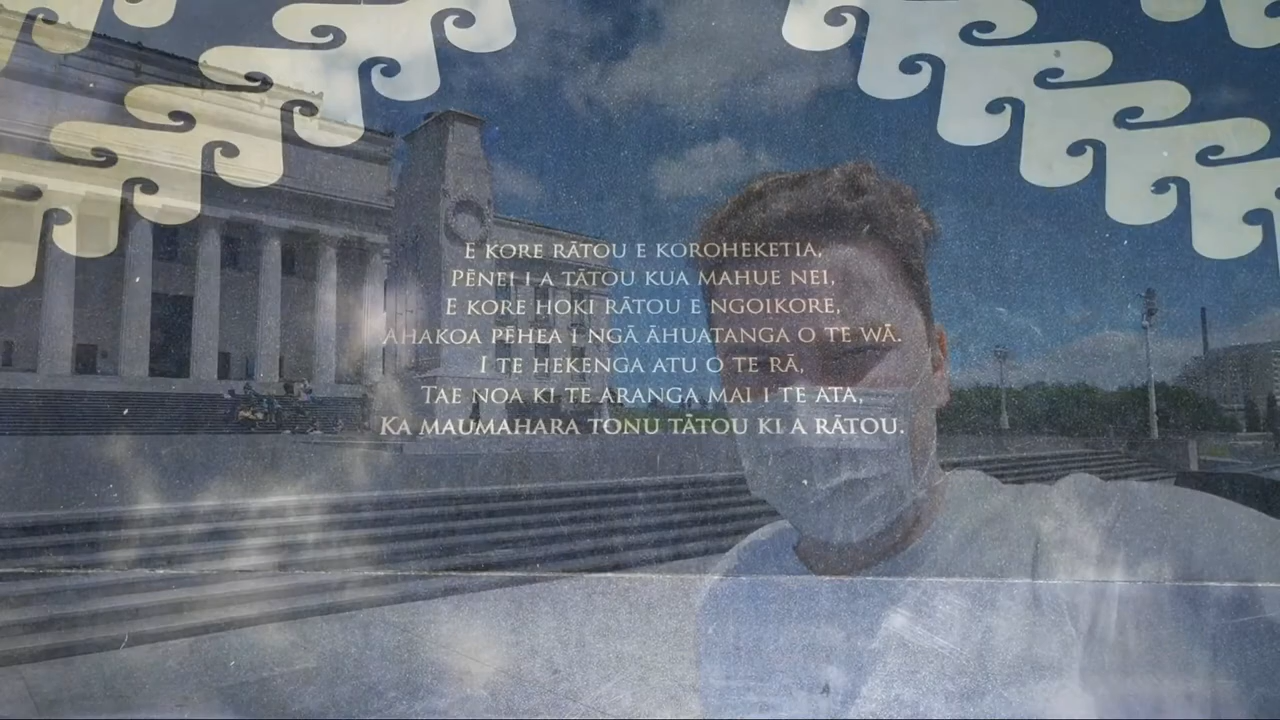 E KORE RĀTOU E KOROHEKETIA,
PĒNEI I A TĀTOU KUA MAHUE NEI,
E KORE HOKI RĀTOU E NGOIKORE,
AHAKOA PĒHEA I NGĀ ĀHUATANGA O TE WĀ.
I TE HEKENGA ATU O TE RĀ,
TAE NOA KI TE ARANGA MAI I TE ATA,
KA MAUMAHARA TONU TĀTOU KI A RĀTOU.